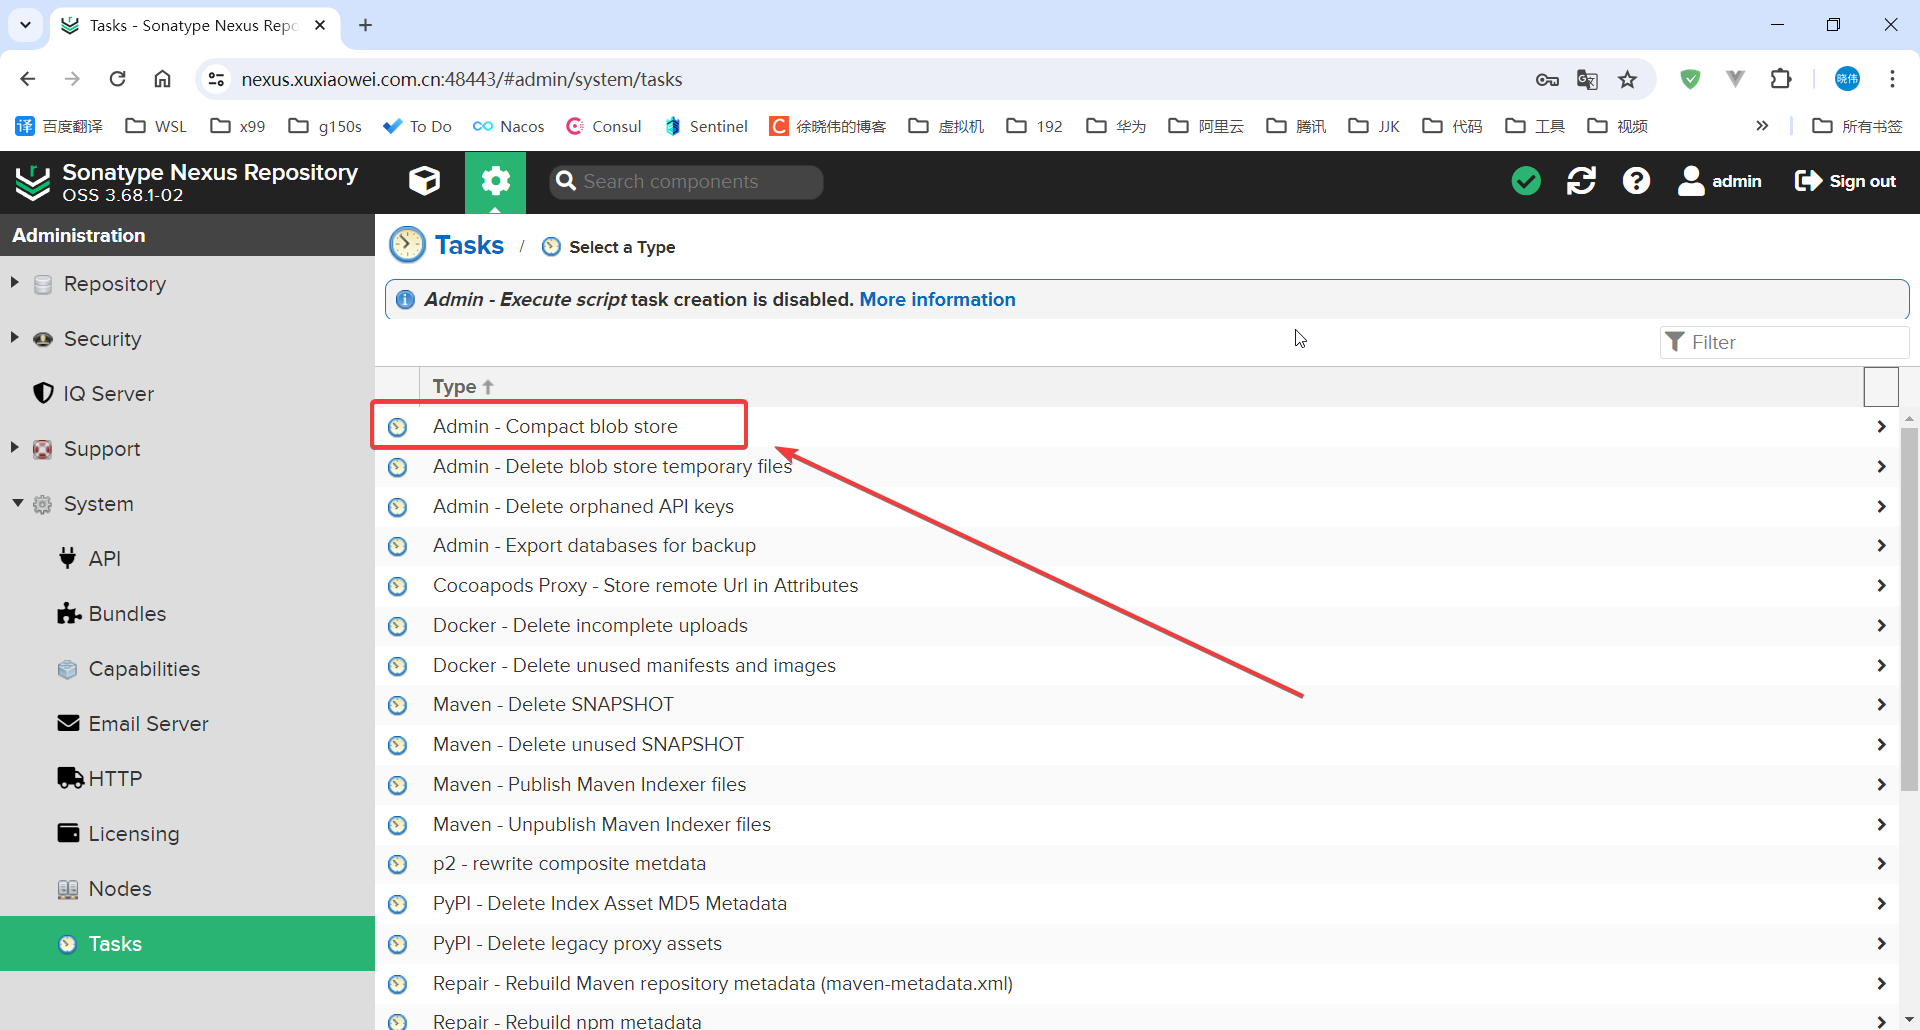 Tasks - Sonatype Nexus Repo
nexus.xuxiaowei.com.cn:48443/#admin/system/tasks
晓伟
译 百度翻译 WSL x99 g150s To Do Nacos Consul Sentinel C 徐晓伟的博客 虚拟机 192 华为 阿里云 腾讯 JJK 代码 工具 视频 » 所有书签
Sonatype Nexus Repository
OSS 3.68.1-02
Search components
admin
Sign out
Administration
Repository
Security
IQ Server
Support
System
API
Bundles
Capabilities
Email Server
HTTP
Licensing
Nodes
Tasks
Tasks / Select a Type
Admin - Execute script task creation is disabled. More information
Filter
Type
Admin - Compact blob store
Admin - Delete blob store temporary files
Admin - Delete orphaned API keys
Admin - Export databases for backup
Cocoapods Proxy - Store remote Url in Attributes
Docker - Delete incomplete uploads
Docker - Delete unused manifests and images
Maven - Delete SNAPSHOT
Maven - Delete unused SNAPSHOT
Maven - Publish Maven Indexer files
Maven - Unpublish Maven Indexer files
p2 - rewrite composite metdata
PyPI - Delete Index Asset MD5 Metadata
PyPI - Delete legacy proxy assets
Repair - Rebuild Maven repository metadata (maven-metadata.xml)
Repair - Rebuild npm metadata